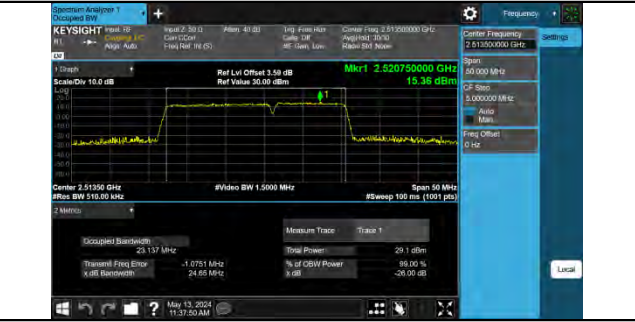 Spectrum Analyzer 1
Occupied BW
+
Frequency
KEYSIGHT Input: RF
Coupling: DC
Align: Auto
Input Z: 50 Ω
Corr CCorr
Freq Ref: Int (S)
Atten: 40 dB
Trig: Free Run
Gate: Off
#IF Gain: Low
Center Freq: 2.513500000 GHz
Avg|Hold: 30/30
Radio Std: None
Center Frequency
2.513500000 GHz
Settings
Span
50.000 MHz
CF Step
5.000000 MHz
Auto
Man
Freq Offset
0 Hz
1 Graph
Scale/Div 10.0 dB
Ref Lvl Offset 3.59 dB
Ref Value 30.00 dBm
Mkr1 2.520750000 GHz
15.36 dBm
Log
1
Center 2.51350 GHz
#Res BW 510.00 kHz
#Video BW 1.5000 MHz
Span 50 MHz
#Sweep 100 ms (1001 pts)
2 Metrics
Measure Trace Trace 1
Occupied Bandwidth
23.137 MHz
Total Power 29.1 dBm
Transmit Freq Error -1.0751 MHz
% of OBW Power 99.00 %
x dB Bandwidth 24.66 MHz
x dB -26.00 dB
Local
?
May 13, 2024
11:37:50 AM